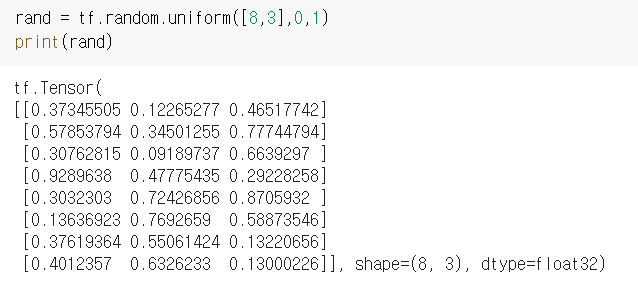 rand = tf.random.uniform([8,3],0,1)
print(rand)
tf.Tensor(
[[0.37345505 0.12265277 0.46517742]
 [0.57853794 0.34501255 0.77744794]
 [0.30762815 0.09189737 0.6639297 ]
 [0.9289638  0.47775435 0.29228258]
 [0.3032303  0.72426856 0.8705932 ]
 [0.13636923 0.7692659  0.58873546]
 [0.37619364 0.55061424 0.13220656]
 [0.4012357  0.6326233  0.13000226]], shape=(8, 3), dtype=float32)